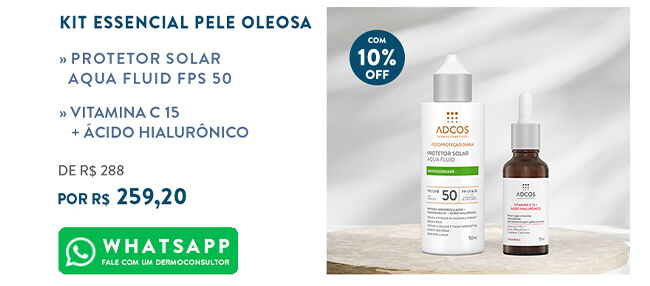 KIT ESSENCIAL PELE OLEOSA
» PROTETOR SOLAR
AQUA FLUID FPS 50
» VITAMINA C 15
+ ÁCIDO HIALURÔNICO
DE R$ 288
POR R$ 259,20
WHATSAPP
FALE COM UM DERMOCONSULTOR
COM
10%
OFF
ADCOS
FOTOPROTEÇÃO DIÁRIA
PROTETOR SOLAR
AQUA FLUID
50
50ml
ADCOS
VITAMINA C 15 +
ÁCIDO HIALURÔNICO
15ml